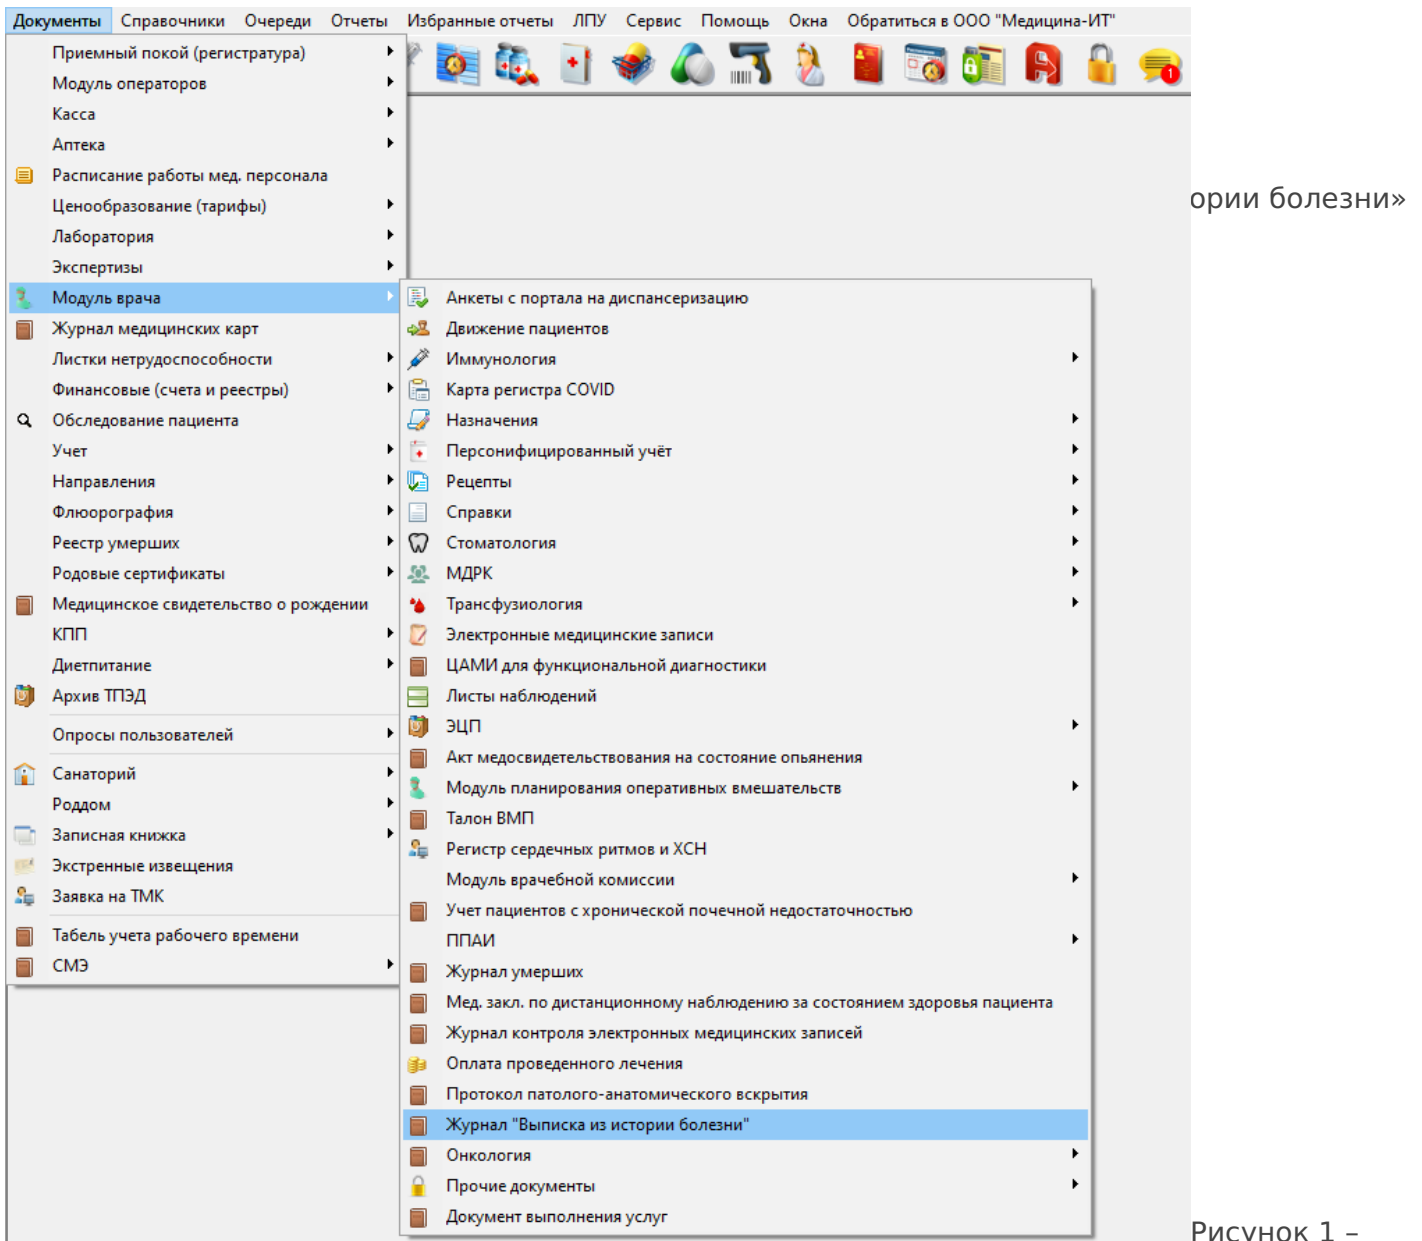 Документы Справочники Очереди Отчеты Избранные отчеты ЛПУ Сервис Помощь Окна Обратиться в ООО "Медицина-ИТ"
1
Приемный покой (регистратура)
Модуль операторов
Касса
Аптека
Расписание работы мед. персонала
Ценообразование (тарифы)
Лаборатория
Экспертизы
Модуль врача
Журнал медицинских карт
Листки нетрудоспособности
Финансовые (счета и реестры)
Обследование пациента
Учет
Направления
Флюорография
Реестр умерших
Родовые сертификаты
Медицинское свидетельство о рождении
КПП
Диетпитание
Архив ТПЭД
Опросы пользователей
Санаторий
Роддом
Записная книжка
Экстренные извещения
Заявка на ТМК
Табель учета рабочего времени
СМЭ
ории болезни»
Анкеты с портала на диспансеризацию
Движение пациентов
Иммунология
Карта регистра COVID
Назначения
Персонифицированный учёт
Рецепты
Справки
Стоматология
МДРК
Трансфузиология
Электронные медицинские записи
ЦАМИ для функциональной диагностики
Листы наблюдений
ЭЦП
Акт медосвидетельствования на состояние опьянения
Модуль планирования оперативных вмешательств
Талон ВМП
Регистр сердечных ритмов и ХСН
Модуль врачебной комиссии
Учет пациентов с хронической почечной недостаточностью
ППАИ
Журнал умерших
Мед. закл. по дистанционному наблюдению за состоянием здоровья пациента
Журнал контроля электронных медицинских записей
Оплата проведенного лечения
Протокол патолого-анатомического вскрытия
Журнал "Выписка из истории болезни"
Онкология
Прочие документы
Документ выполнения услуг
Рисунок 1 –